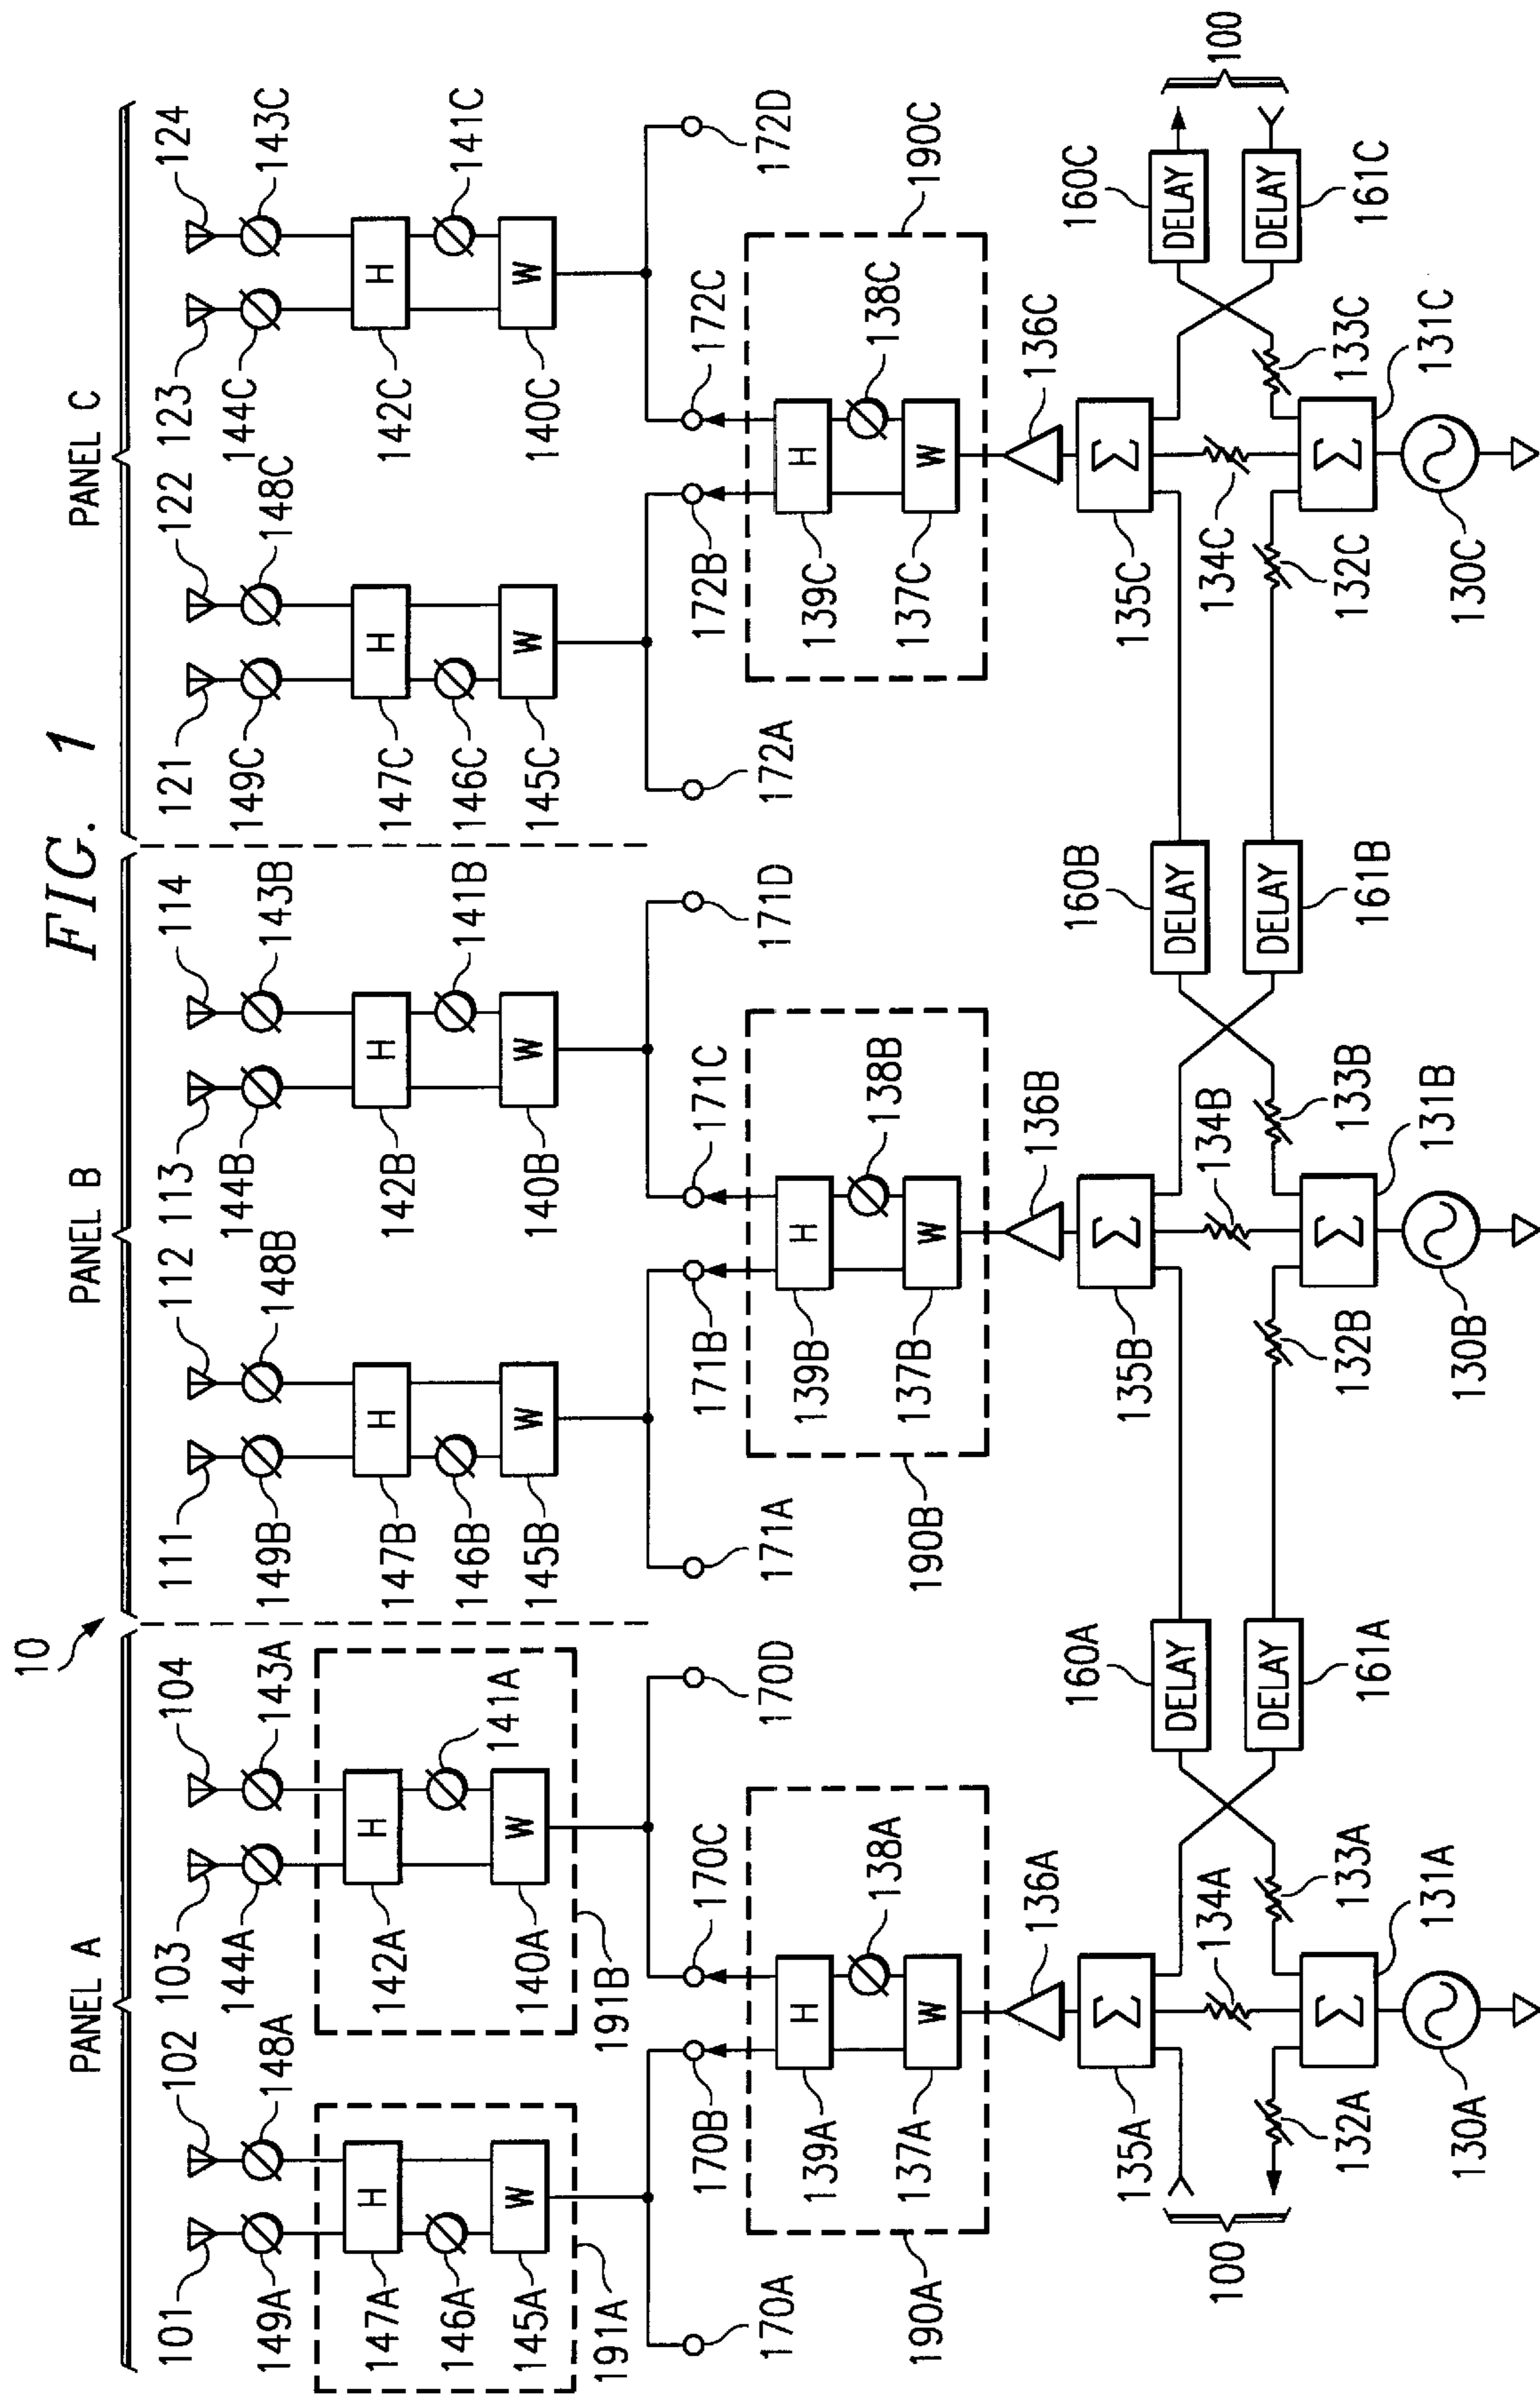 FIG. 1
10
PANEL A PANEL B PANEL C
101 102 103 104 111 112 113 114 121 122 123 124
149A 148A 144A 143A 149B 148B 144B 143B 149C 148C 144C 143C
147A H 142A H 147B H 142B H 147C H 142C H
146A 141A 146B 141B 146C 141C
145A W 140A W 145B W 140B W 145C W 140C W
191A 191B
170A 170B 170C 170D 171A 171B 171C 171D 172A 172B 172C 172D
139A H 138A 139B H 138B 139C H 138C
137A W 137B W 137C W
190A 190B 190C
136A 136B 136C
135A Σ 135B Σ 135C Σ
160A DELAY 160B DELAY 160C DELAY
100 134A 134B 134C 100
161A DELAY 161B DELAY 161C DELAY
132A 133A 132B 133B 132C 133C
Σ 131A Σ 131B Σ 131C
130A 130B 130C